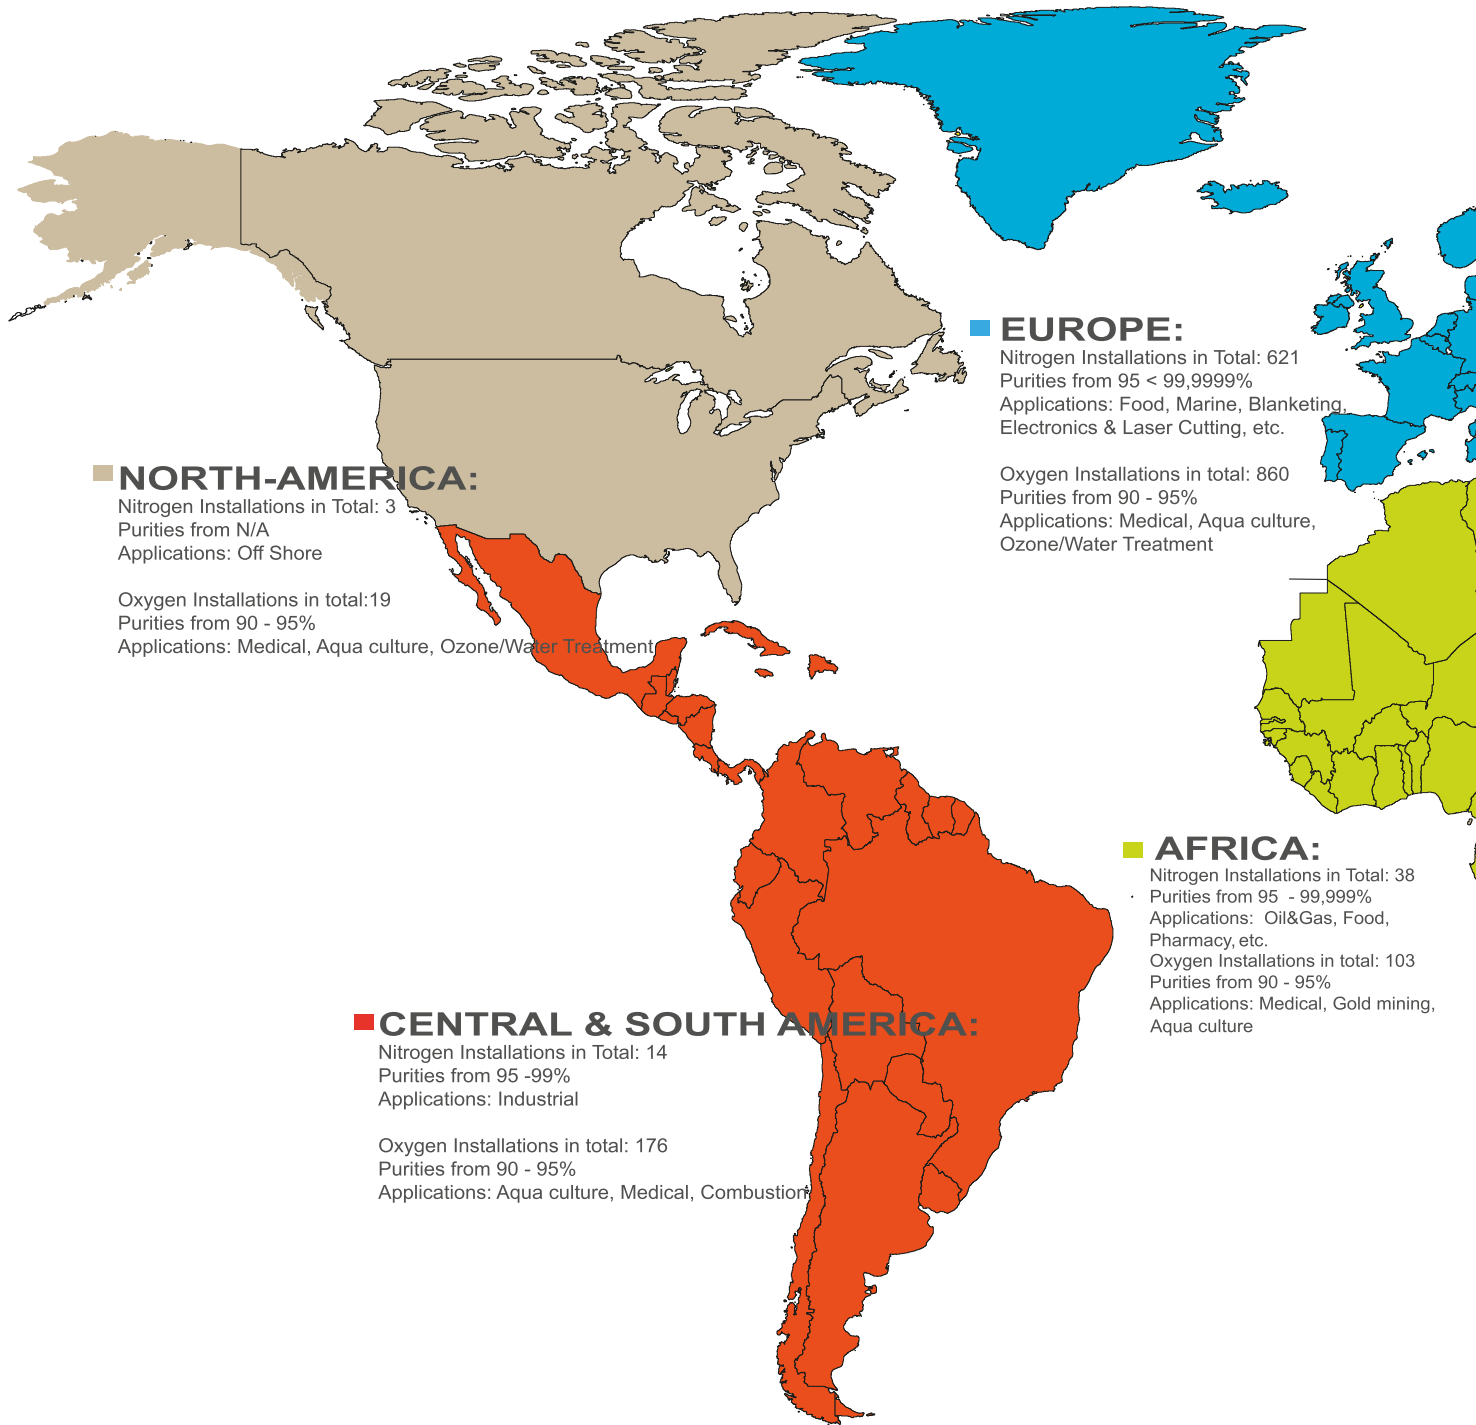 EUROPE:
Nitrogen Installations in Total: 621
Purities from 95 < 99,9999%
Applications: Food, Marine, Blanketing,
Electronics & Laser Cutting, etc.
Oxygen Installations in total: 860
Purities from 90 - 95%
Applications: Medical, Aqua culture,
Ozone/Water Treatment
NORTH-AMERICA:
Nitrogen Installations in Total: 3
Purities from N/A
Applications: Off Shore
Oxygen Installations in total:19
Purities from 90 - 95%
Applications: Medical, Aqua culture, Ozone/Water Treatment
AFRICA:
Nitrogen Installations in Total: 38
Purities from 95 - 99,999%
Applications: Oil&Gas, Food,
Pharmacy, etc.
Oxygen Installations in total: 103
Purities from 90 - 95%
Applications: Medical, Gold mining,
Aqua culture
CENTRAL & SOUTH AMERICA:
Nitrogen Installations in Total: 14
Purities from 95 -99%
Applications: Industrial
Oxygen Installations in total: 176
Purities from 90 - 95%
Applications: Aqua culture, Medical, Combustion